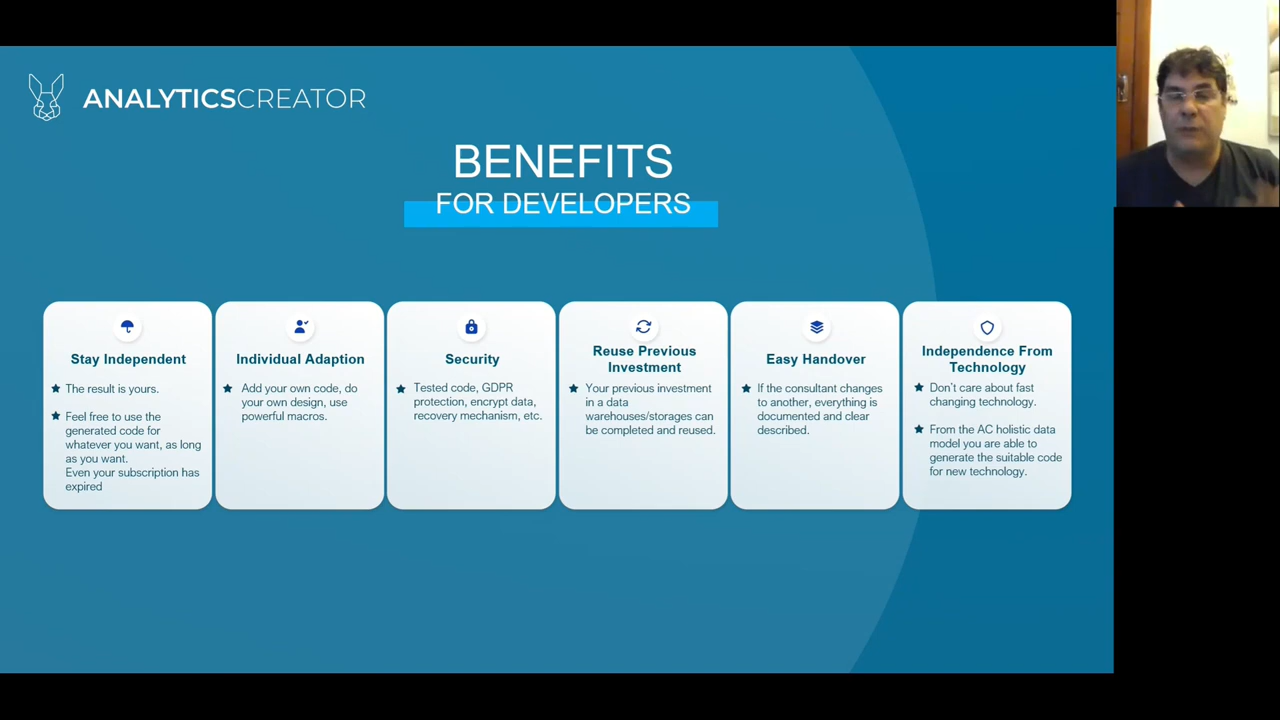 ANALYTICSCREATOR
BENEFITS
FOR DEVELOPERS
Stay Independent
The result is yours.
Feel free to use the
generated code for
whatever you want, as long
as you want.
Even your subscription has
expired
Individual Adaption
Add your own code, do
your own design, use
powerful macros.
Security
Tested code, GDPR
protection, encrypt data,
recovery mechanism, etc.
Reuse Previous
Investment
Your previous investment
in a data
warehouses/storages can
be completed and reused.
Easy Handover
If the consultant changes
to another, everything is
documented and clear
described.
Independence From
Technology
Don't care about fast
changing technology.
From the AC holistic data
model you are able to
generate the suitable code
for new technology.